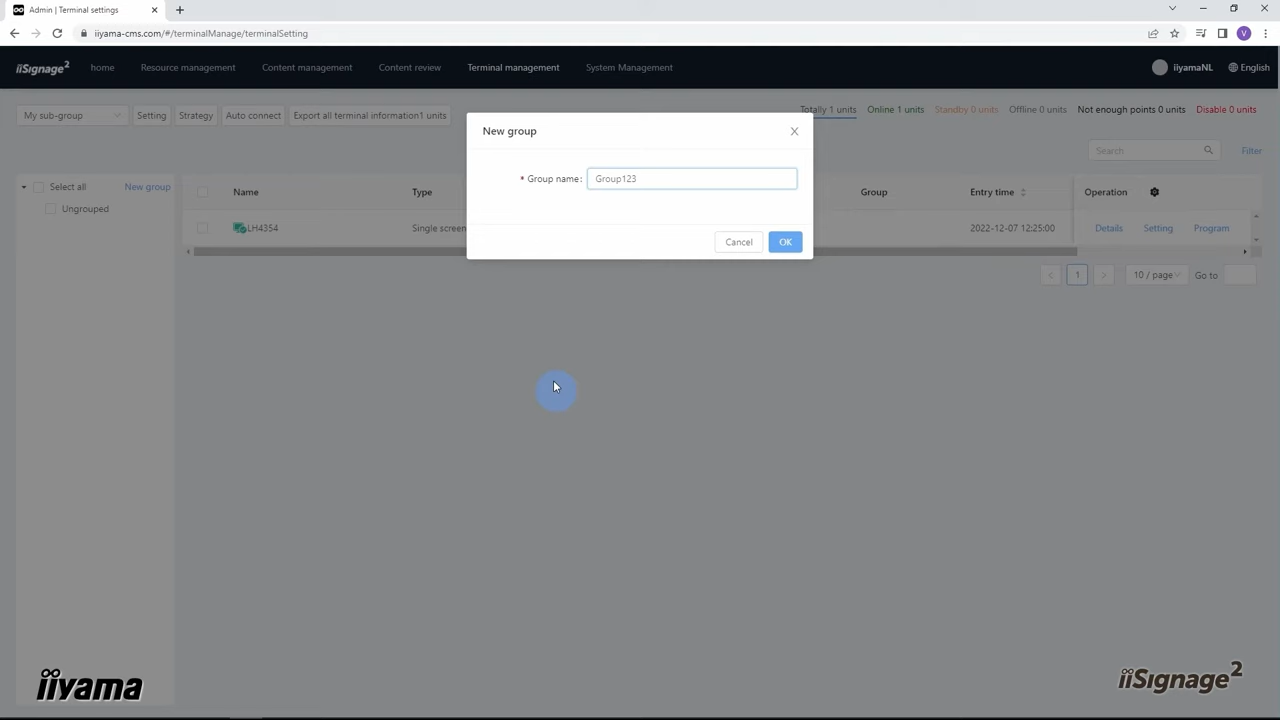 Admin | Terminal settings
iiyama-cms.com/#/terminalManage/terminalSetting
V
iiSignage²
home
Resource management
Content management
Content review
Terminal management
System Management
iiyamaNL
English
My sub-group
Setting
Strategy
Auto connect
Export all terminal information1 units
Totally 1 units
Online 1 units
Standby 0 units
Offline 0 units
Not enough points 0 units
Disable 0 units
New group
* Group name:
Group123
Cancel
OK
Search
Filter
Select all
New group
Ungrouped
Name
Type
Group
Entry time
Operation
LH4354
Single screen
2022-12-07 12:25:00
Details
Setting
Program
1
10 / page
Go to
iiyama
iiSignage²